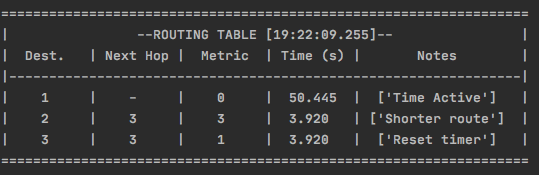 =================================================================
|                --ROUTING TABLE [19:22:09.255]--                |
|  Dest.   | Next Hop |  Metric  | Time (s) |       Notes        |
|----------------------------------------------------------------|
|    1     |    -     |    0     |  50.445  |  ['Time Active']   |
|    2     |    3     |    3     |  3.920   | ['Shorter route']  |
|    3     |    3     |    1     |  3.920   |  ['Reset timer']   |
=================================================================